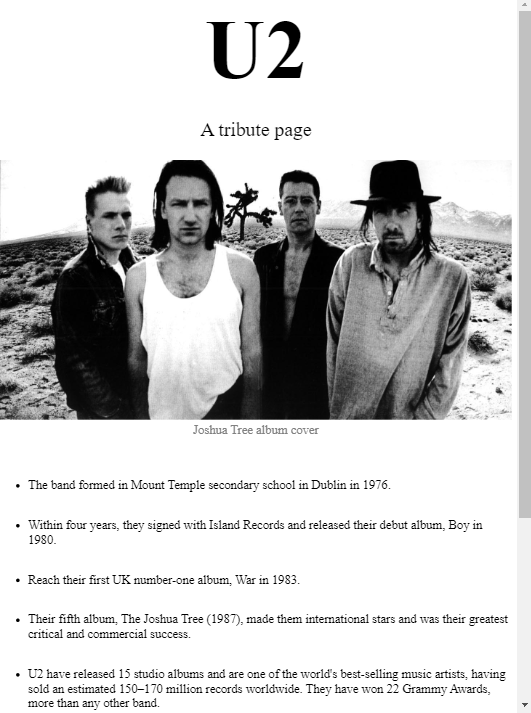 U2
A tribute page
Joshua Tree album cover
• The band formed in Mount Temple secondary school in Dublin in 1976.
• Within four years, they signed with Island Records and released their debut album, Boy in
1980.
• Reach their first UK number-one album, War in 1983.
• Their fifth album, The Joshua Tree (1987), made them international stars and was their greatest
critical and commercial success.
• U2 have released 15 studio albums and are one of the world's best-selling music artists, having
sold an estimated 150–170 million records worldwide. They have won 22 Grammy Awards,
more than any other band.